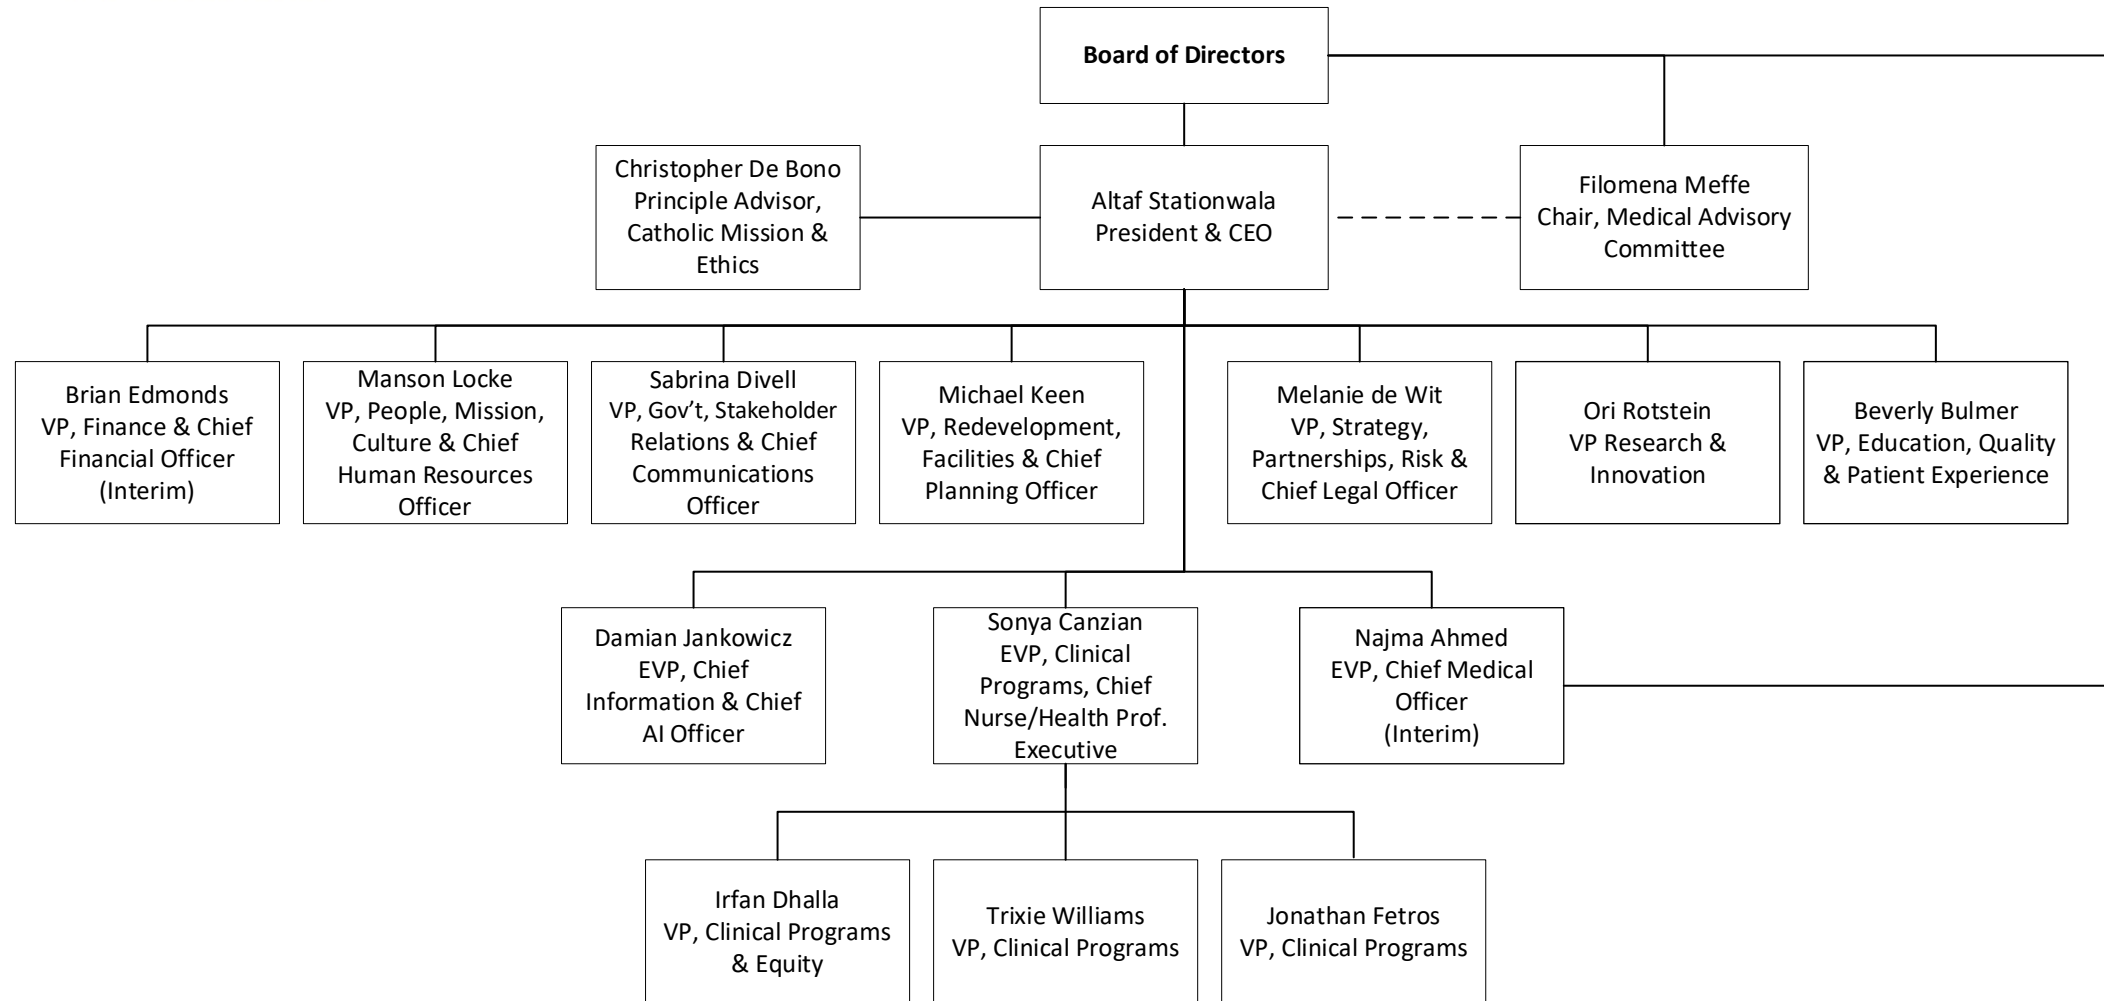 Board of Directors
Christopher De Bono
Principle Advisor,
Catholic Mission &
Ethics
Altaf Stationwala
President & CEO
Filomena Meffe
Chair, Medical Advisory
Committee
Brian Edmonds
VP, Finance & Chief
Financial Officer
(Interim)
Manson Locke
VP, People, Mission,
Culture & Chief
Human Resources
Officer
Sabrina Divell
VP, Gov’t, Stakeholder
Relations & Chief
Communications
Officer
Michael Keen
VP, Redevelopment,
Facilities & Chief
Planning Officer
Melanie de Wit
VP, Strategy,
Partnerships, Risk &
Chief Legal Officer
Ori Rotstein
VP Research &
Innovation
Beverly Bulmer
VP, Education, Quality
& Patient Experience
Damian Jankowicz
EVP, Chief
Information & Chief
AI Officer
Sonya Canzian
EVP, Clinical
Programs, Chief
Nurse/Health Prof.
Executive
Najma Ahmed
EVP, Chief Medical
Officer
(Interim)
Irfan Dhalla
VP, Clinical Programs
& Equity
Trixie Williams
VP, Clinical Programs
Jonathan Fetros
VP, Clinical Programs